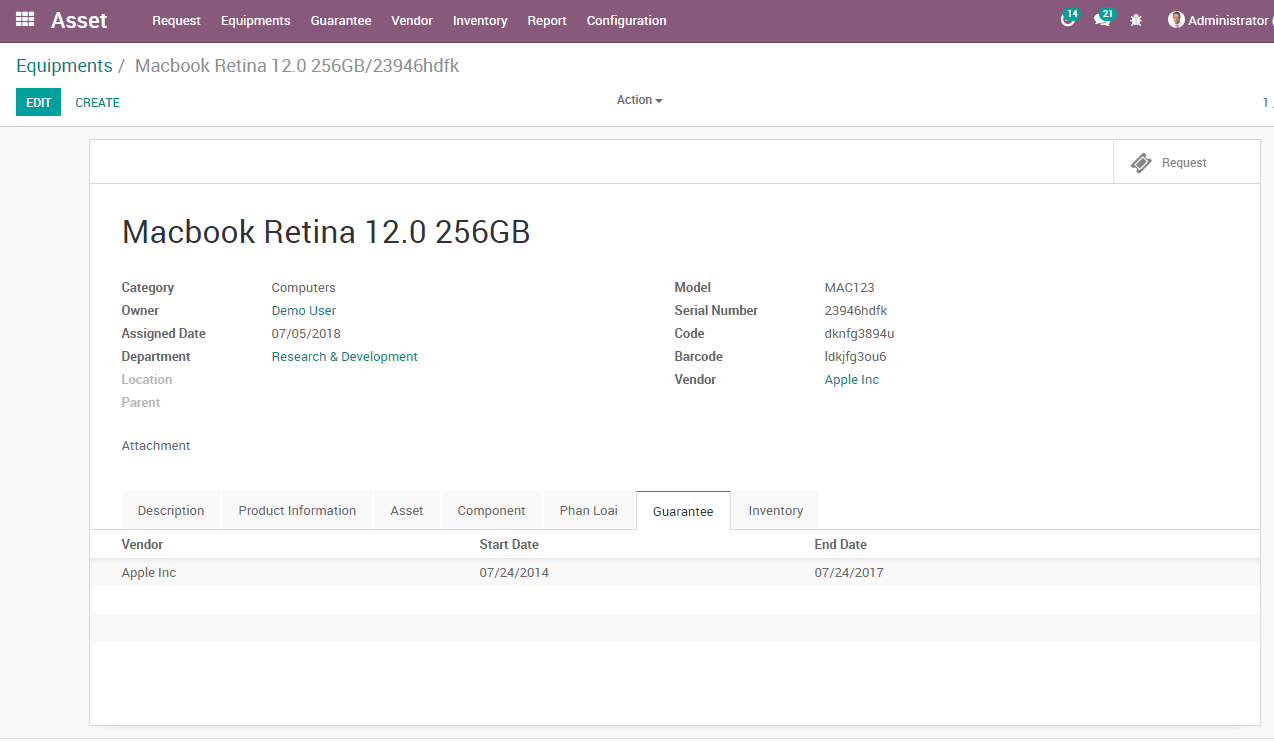 Asset Request Equipments Guarantee Vendor Inventory Report Configuration 14 21 Administrator (
Equipments / Macbook Retina 12.0 256GB/23946hdfk
EDIT CREATE Action 1 /
Request
Macbook Retina 12.0 256GB
Category Computers Model MAC123
Owner Demo User Serial Number 23946hdfk
Assigned Date 07/05/2018 Code dknfg3894u
Department Research & Development Barcode ldkjfg3ou6
Location Vendor Apple Inc
Parent
Attachment
Description Product Information Asset Component Phan Loai Guarantee Inventory
Vendor Start Date End Date
Apple Inc 07/24/2014 07/24/2017